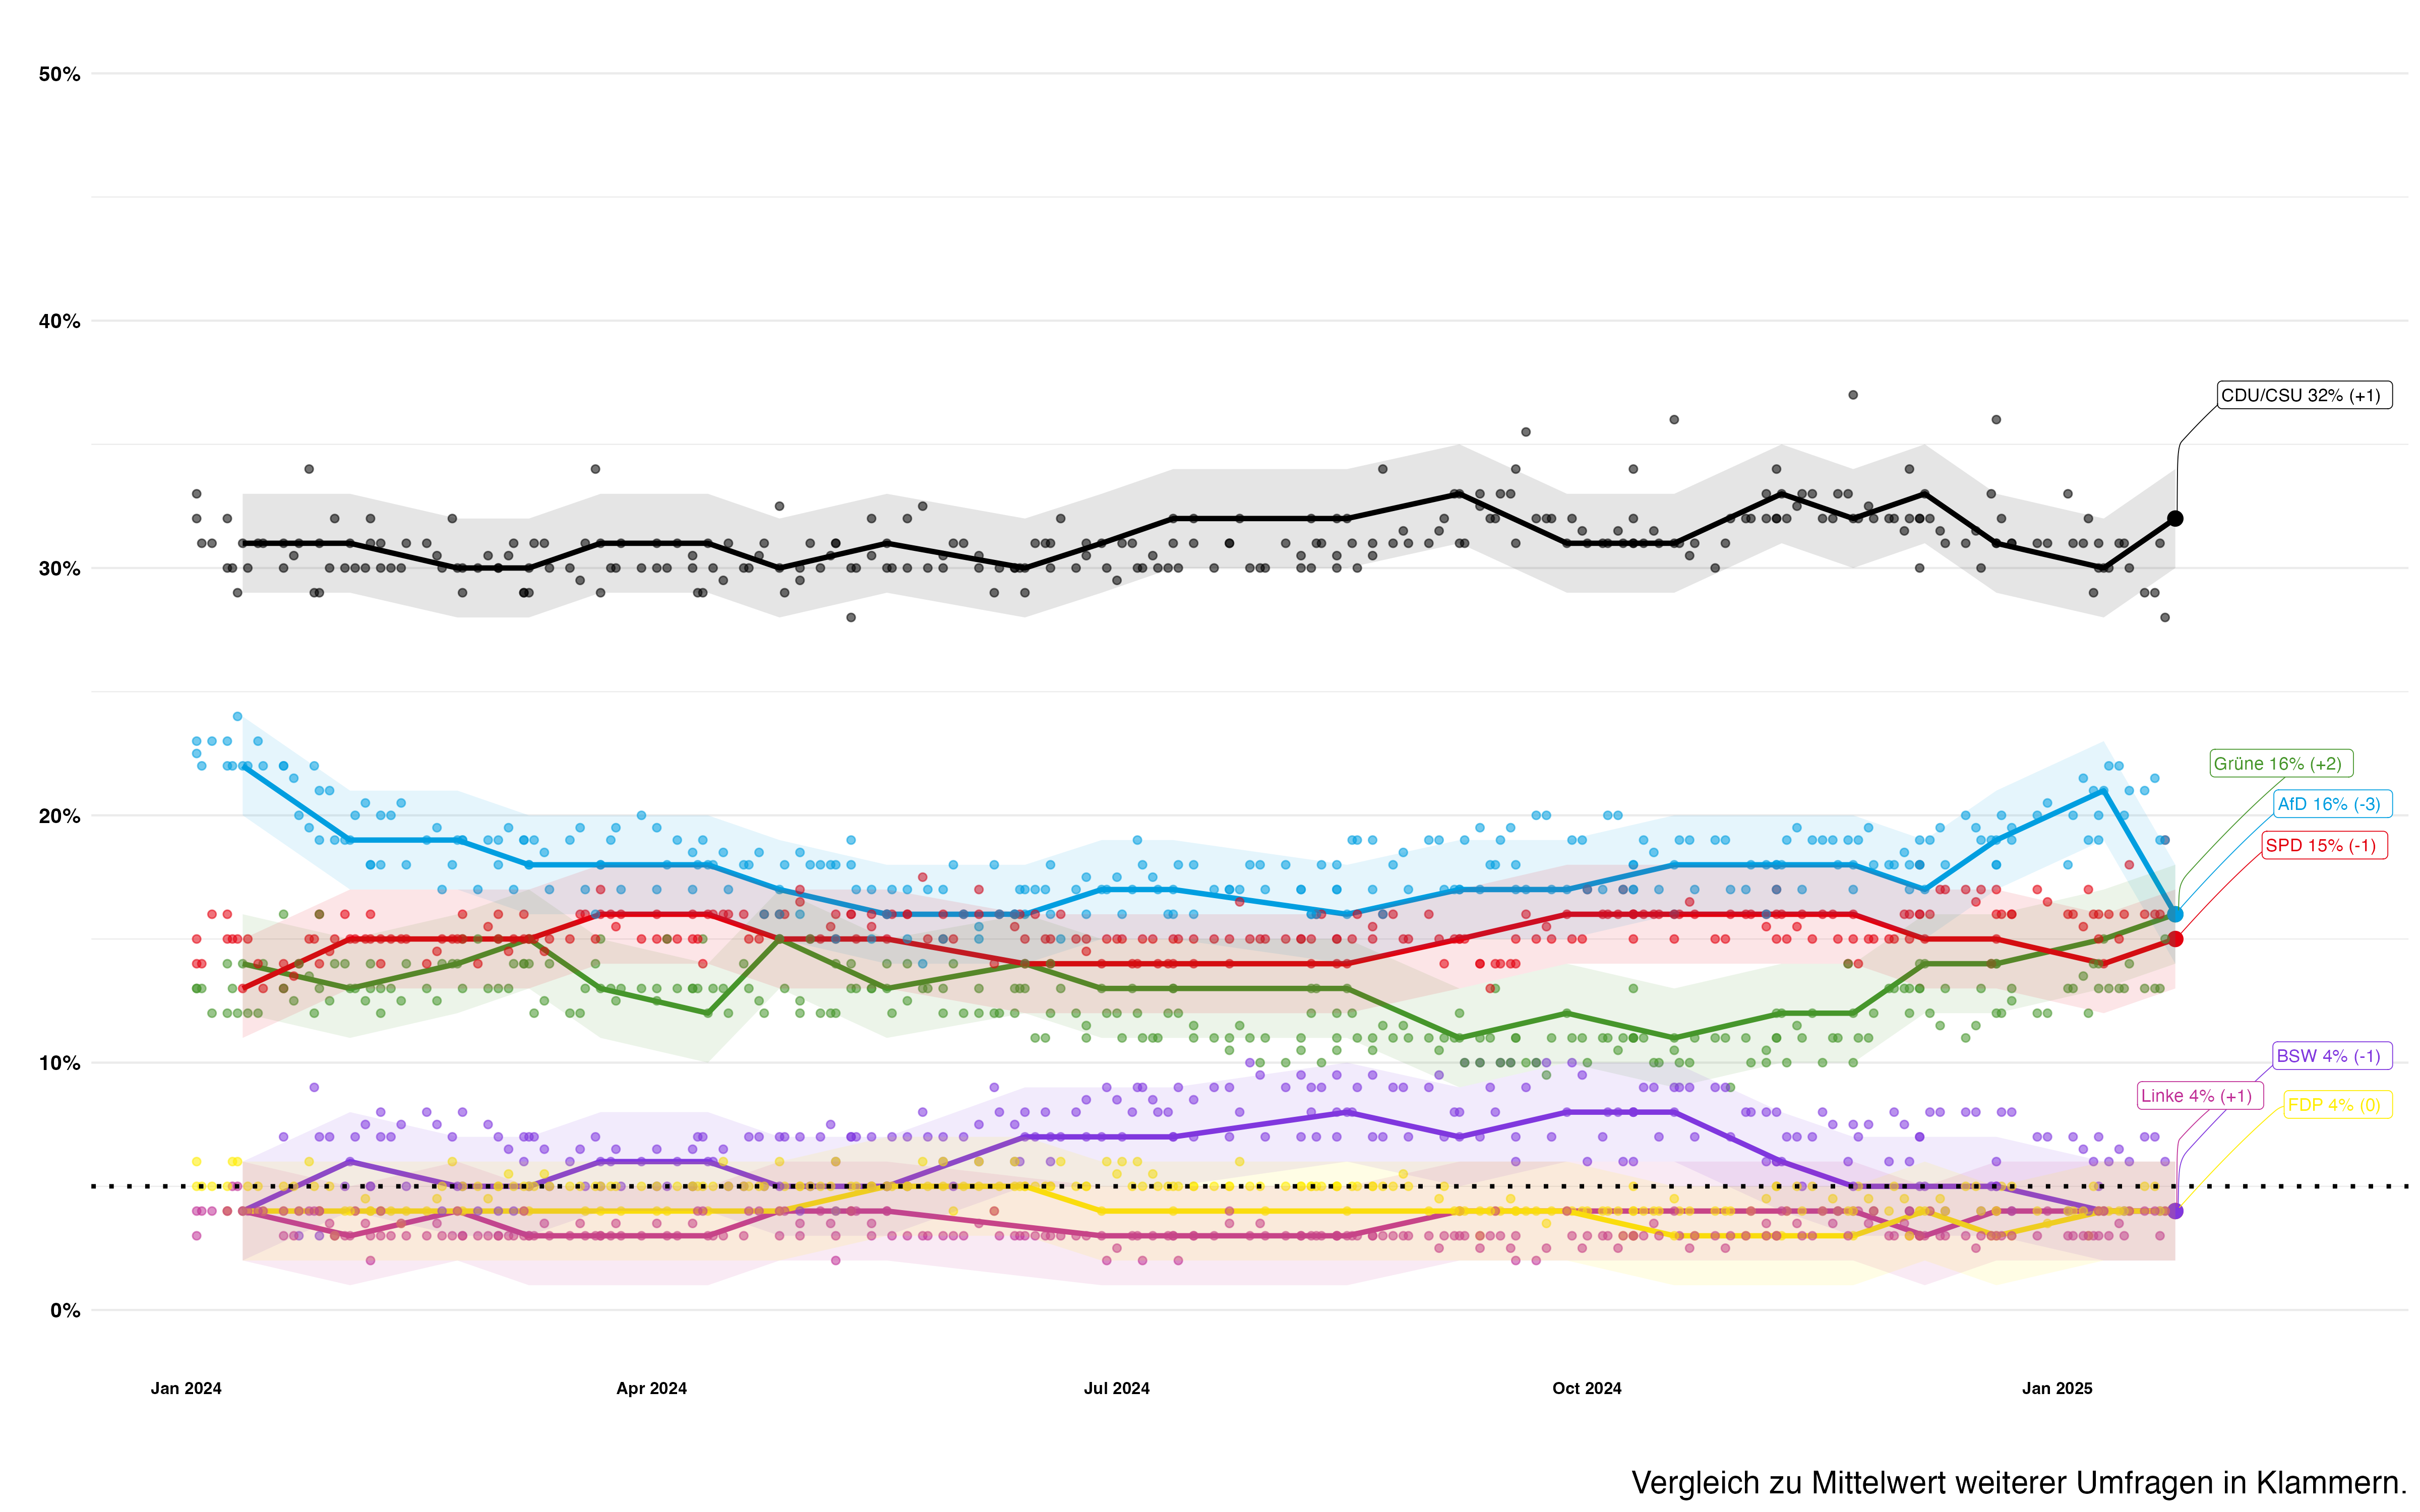 50%
40%
30%
20%
10%
0%
CDU/CSU 32% (+1)
Grüne 16% (+2)
AfD 16% (-3)
SPD 15% (-1)
BSW 4% (-1)
Linke 4% (+1)
FDP 4% (0)
Jan 2024
Apr 2024
Jul 2024
Oct 2024
Jan 2025
Vergleich zu Mittelwert weiterer Umfragen in Klammern.